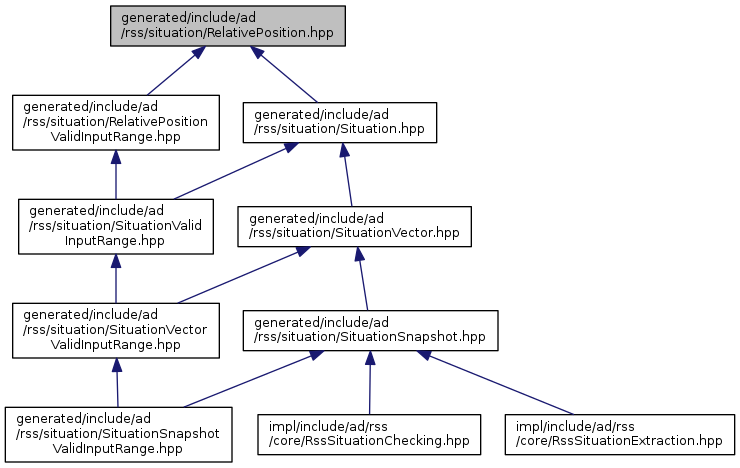 generated/include/ad
/rss/situation/RelativePosition.hpp
generated/include/ad
/rss/situation/RelativePosition
ValidInputRange.hpp
generated/include/ad
/rss/situation/Situation.hpp
generated/include/ad
/rss/situation/SituationValid
InputRange.hpp
generated/include/ad
/rss/situation/SituationVector.hpp
generated/include/ad
/rss/situation/SituationVector
ValidInputRange.hpp
generated/include/ad
/rss/situation/SituationSnapshot.hpp
generated/include/ad
/rss/situation/SituationSnapshot
ValidInputRange.hpp
impl/include/ad/rss
/core/RssSituationChecking.hpp
impl/include/ad/rss
/core/RssSituationExtraction.hpp